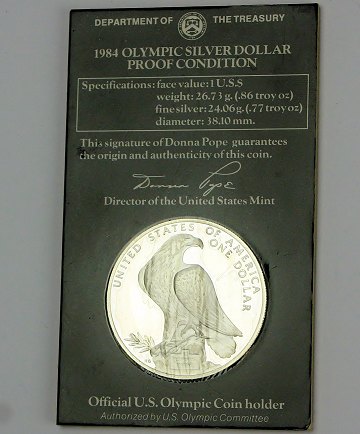 DEPARTMENT OF THE TREASURY
1984 OLYMPIC SILVER DOLLAR
PROOF CONDITION
Specifications: face value: 1 U.S.S
weight: 26.73 g. (.86 troy oz)
fine silver: 24.06 g. (.77 troy oz)
diameter: 38.10 mm.
This signature of Donna Pope guarantees
the origin and authenticity of this coin.
Donna Pope
Director of the United States Mint
UNITED STATES OF AMERICA
ONE DOLLAR
Official U.S. Olympic Coin holder
Authorized by U.S. Olympic Committee